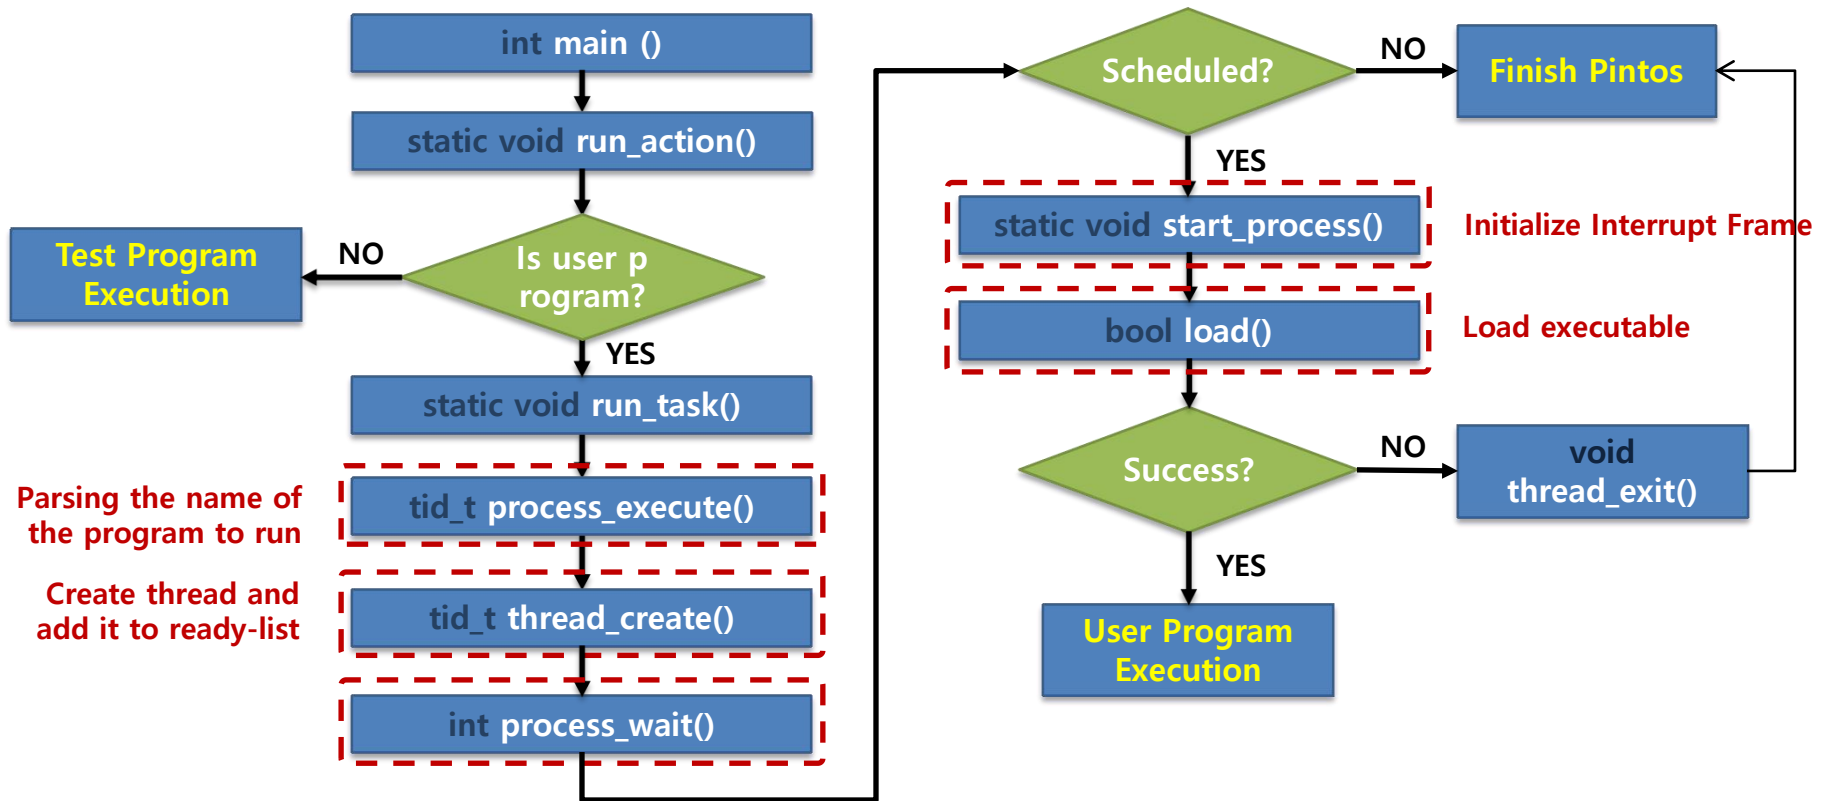 int main ()
static void run_action()
Is user p
rogram?
NO
Test Program
Execution
YES
static void run_task()
Parsing the name of
the program to run
tid_t process_execute()
Create thread and
add it to ready-list
tid_t thread_create()
int process_wait()
Scheduled?
NO
Finish Pintos
YES
static void start_process()
Initialize Interrupt Frame
bool load()
Load executable
Success?
NO
void
thread_exit()
YES
User Program
Execution